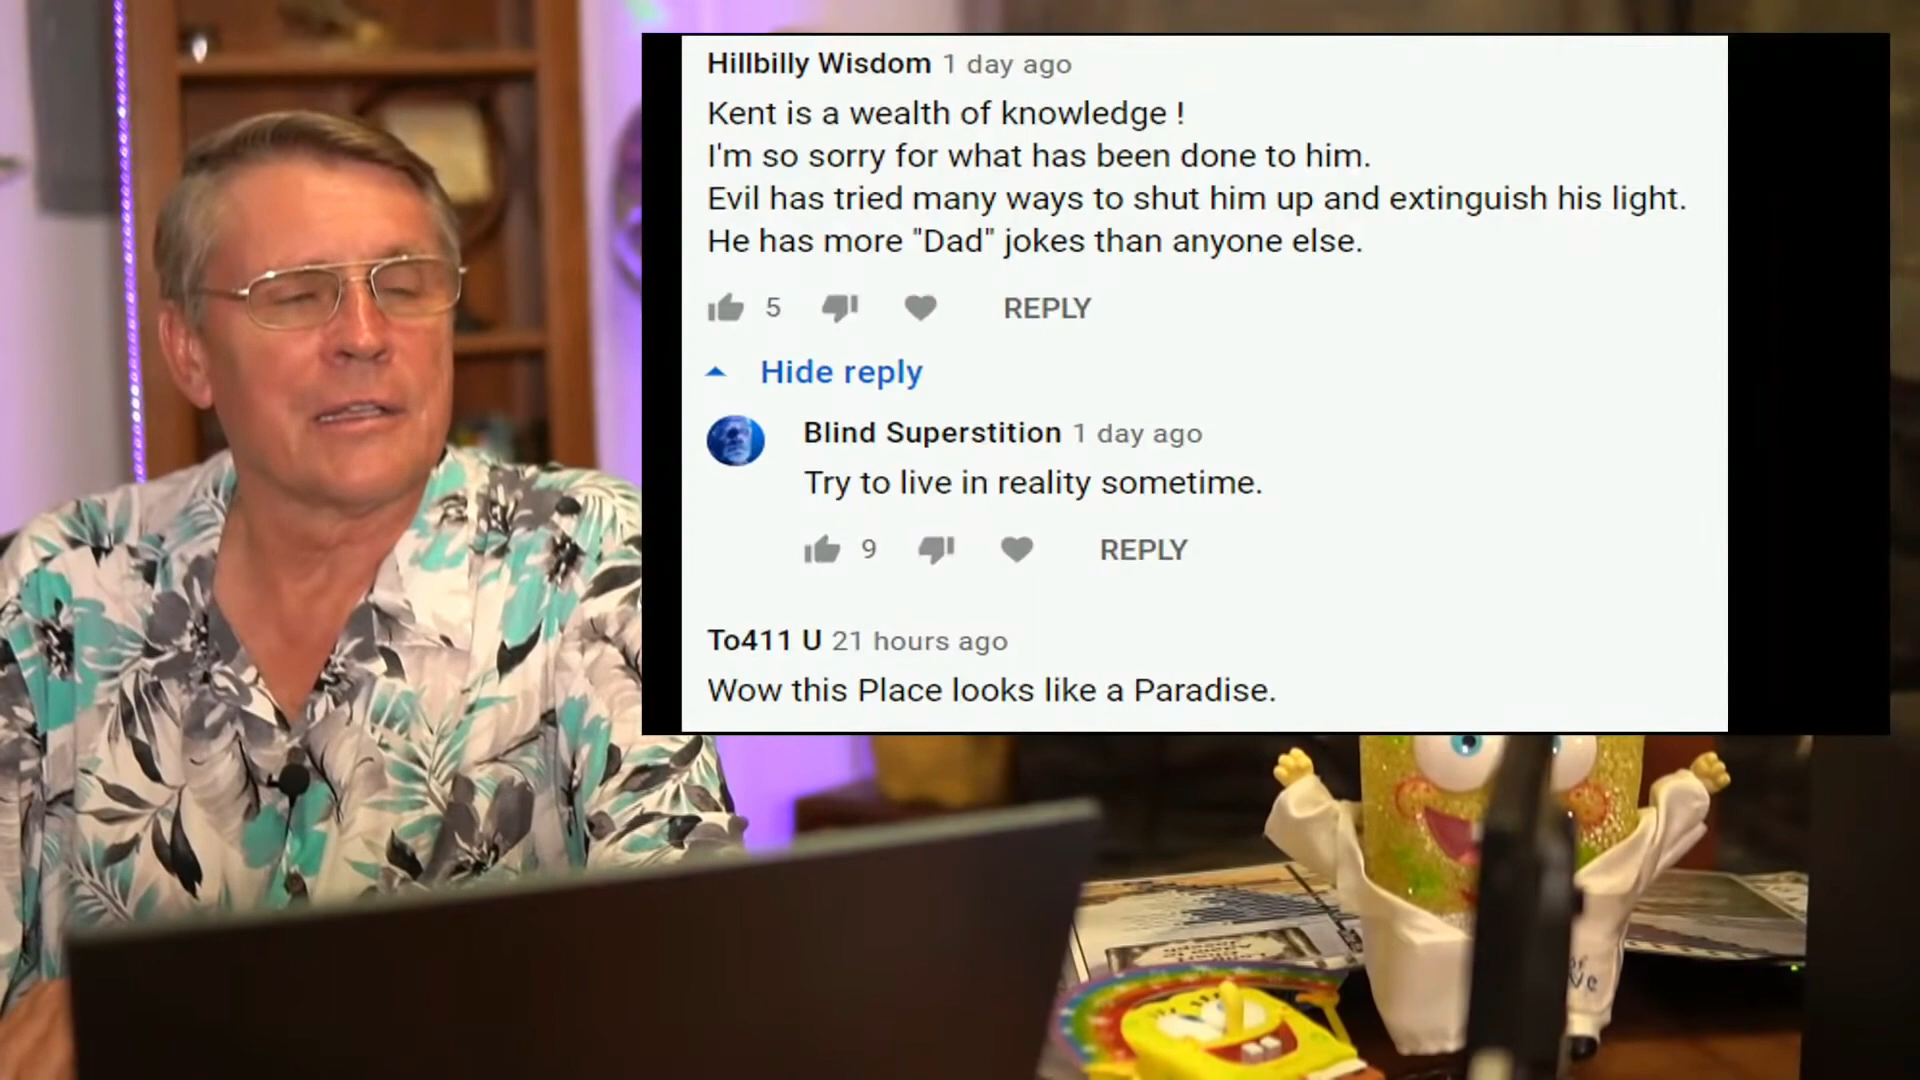 Hillbilly Wisdom 1 day ago
Kent is a wealth of knowledge !
I'm so sorry for what has been done to him.
Evil has tried many ways to shut him up and extinguish his light.
He has more "Dad" jokes than anyone else.
5 REPLY
Hide reply
Blind Superstition 1 day ago
Try to live in reality sometime.
9 REPLY
To411 U 21 hours ago
Wow this Place looks like a Paradise.